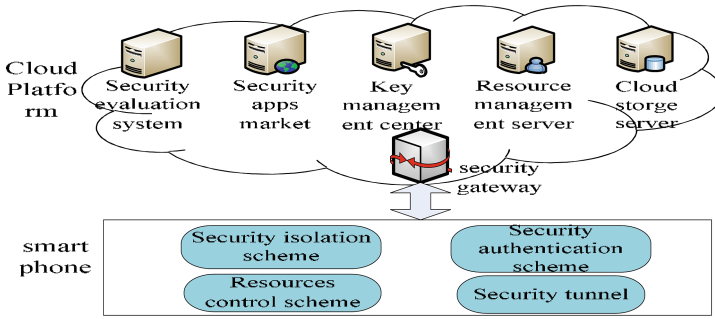 Cloud
Platfo
rm
Security
evaluation
system
Security
apps
market
Key
managem
ent center
Resource
managem
ent server
Cloud
storge
server
security
gateway
smart
phone
Security isolation
scheme
Security
authentication
scheme
Resources
control scheme
Security tunnel